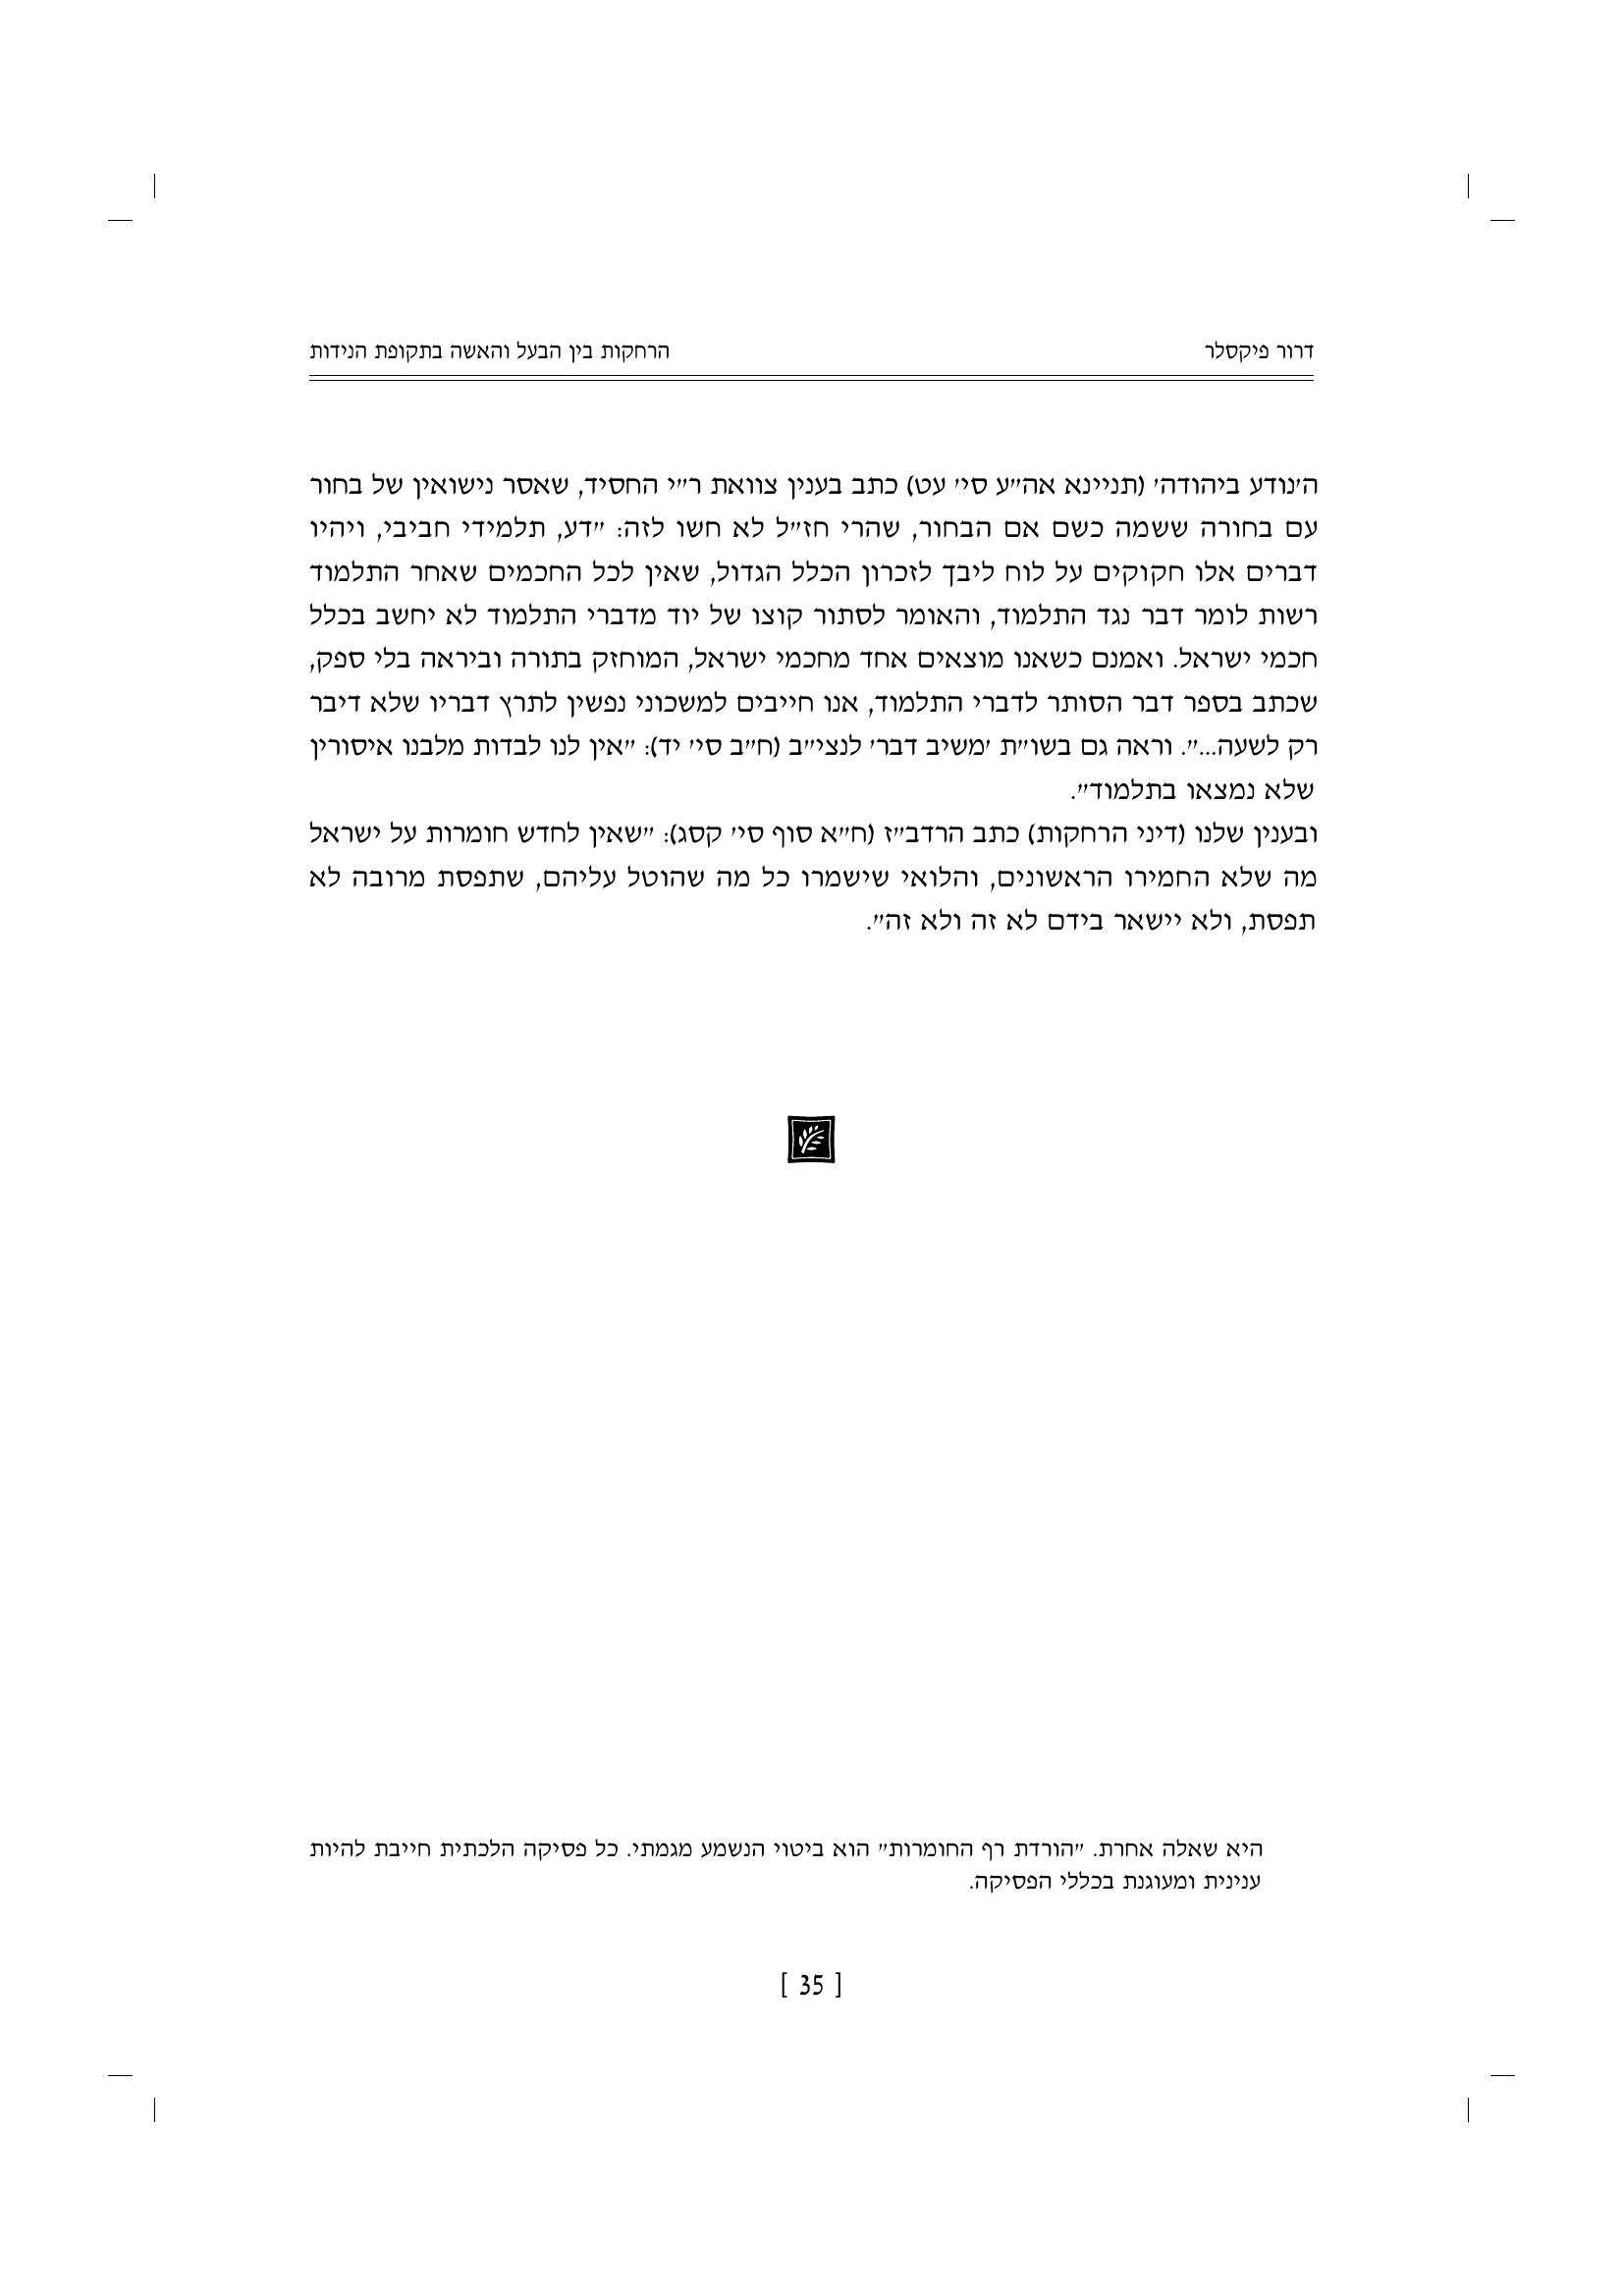 דרור פיקסלר הרחקות בין הבעל והאשה בתקופת הנידות
ה'נודע ביהודה' (תניינא אה"ע סי' עט) כתב בענין צוואת ר"י החסיד, שאסר נישואין של בחור
עם בחורה ששמה כשם אם הבחור, שהרי חז"ל לא חשו לזה: "דע, תלמידי חביבי, ויהיו
דברים אלו חקוקים על לוח ליבך לזכרון הכלל הגדול, שאין לכל החכמים שאחר התלמוד
רשות לומר דבר נגד התלמוד, והאומר לסתור קוצו של יוד מדברי התלמוד לא יחשב בכלל
חכמי ישראל. ואמנם כשאנו מוצאים אחד מחכמי ישראל, המוחזק בתורה וביראה בלי ספק,
שכתב בספר דבר הסותר לדברי התלמוד, אנו חייבים למשכוני נפשין לתרץ דבריו שלא דיבר
רק לשעה...". וראה גם בשו"ת 'משיב דבר' לנצי"ב (ח"ב סי' יד): "אין לנו לבדות מלבנו איסורין
שלא נמצאו בתלמוד".
ובענין שלנו (דיני הרחקות) כתב הרדב"ז (ח"א סוף סי' קסג): "שאין לחדש חומרות על ישראל
מה שלא החמירו הראשונים, והלואי שישמרו כל מה שהוטל עליהם, שתפסת מרובה לא
תפסת, ולא יישאר בידם לא זה ולא זה".
היא שאלה אחרת. "הורדת רף החומרות" הוא ביטוי הנשמע מגמתי. כל פסיקה הלכתית חייבת להיות
ענינית ומעוגנת בכללי הפסיקה.
[ 35 ]